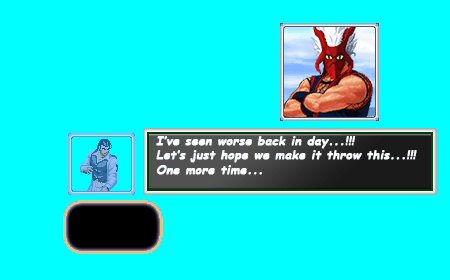 I've seen worse back in day...!!!
Let's just hope we make it throw this...!!!
One more time...